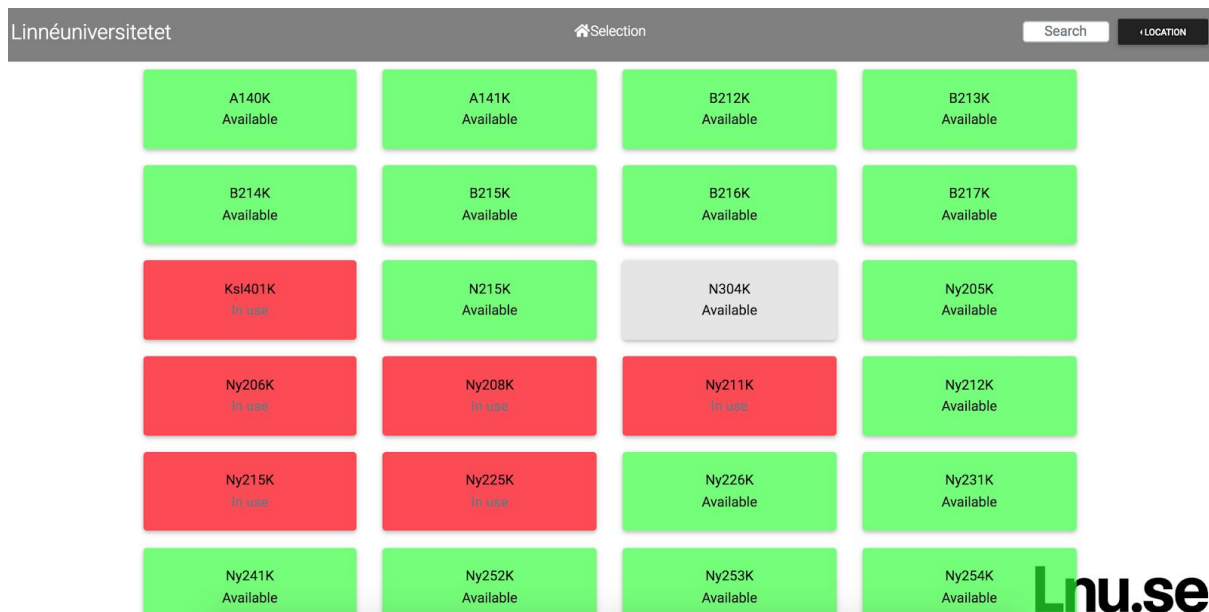 Linnéuniversitetet Selection Search LOCATION
A140K A141K B212K B213K
Available Available Available Available
B214K B215K B216K B217K
Available Available Available Available
Ksl401K N215K N304K Ny205K
In use Available Available Available
Ny206K Ny208K Ny211K Ny212K
In use In use In use Available
Ny215K Ny225K Ny226K Ny231K
In use In use Available Available
Ny241K Ny252K Ny253K Ny254K
Available Available Available Available
Lnu.se